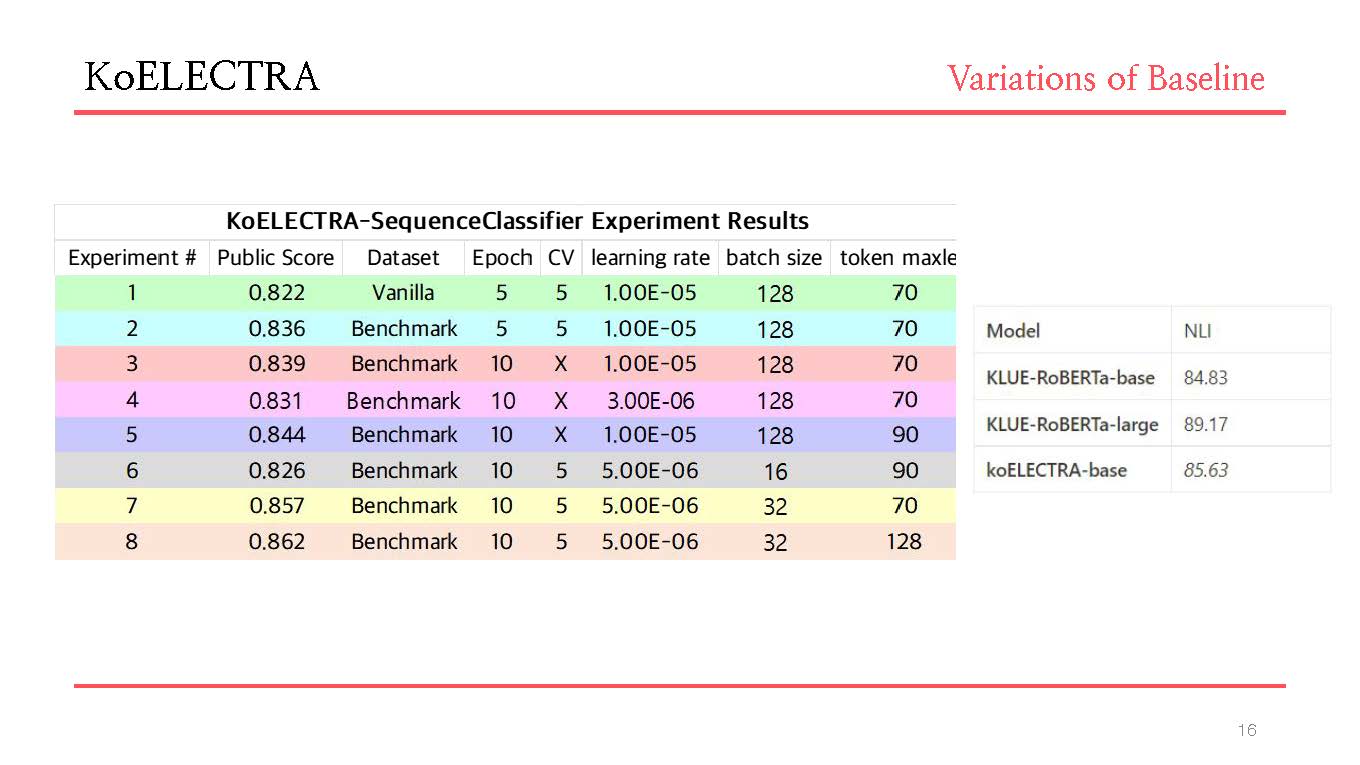 KoELECTRA
Variations of Baseline
KoELECTRA-SequenceClassifier Experiment Results
Experiment # Public Score Dataset Epoch CV learning rate batch size token maxle
1 0.822 Vanilla 5 5 1.00E-05 128 70
2 0.836 Benchmark 5 5 1.00E-05 128 70
3 0.839 Benchmark 10 X 1.00E-05 128 70
4 0.831 Benchmark 10 X 3.00E-06 128 70
5 0.844 Benchmark 10 X 1.00E-05 128 90
6 0.826 Benchmark 10 5 5.00E-06 16 90
7 0.857 Benchmark 10 5 5.00E-06 32 70
8 0.862 Benchmark 10 5 5.00E-06 32 128
Model NLI
KLUE-RoBERTa-base 84.83
KLUE-RoBERTa-large 89.17
koELECTRA-base 85.63
16